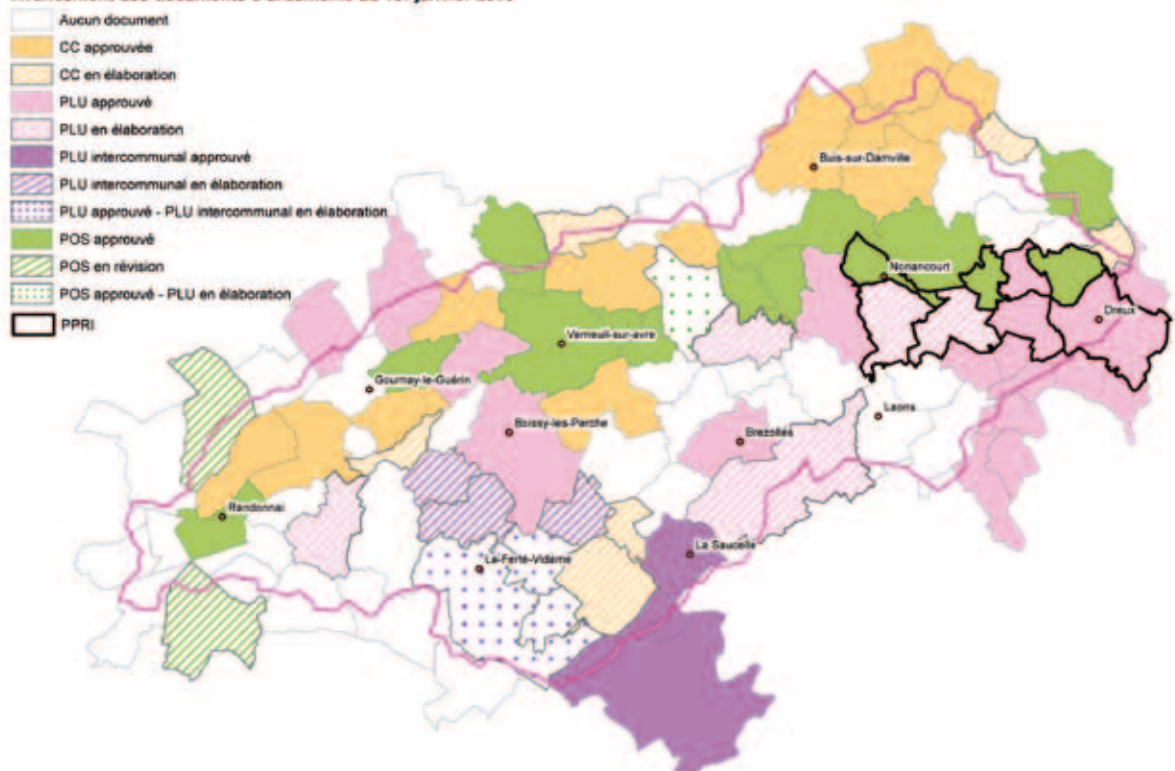 Aucun document
CC approuvée
CC en élaboration
PLU approuvé
PLU en élaboration
PLU intercommunal approuvé
PLU intercommunal en élaboration
PLU approuvé - PLU intercommunal en élaboration
POS approuvé
POS en révision
POS approuvé - PLU en élaboration
PPRI
Buis-sur-Damville
Nonancourt
Dreux
Verneuil-sur-avre
Gournay-le-Guérin
Laons
Boissy-les-Perche
Brezolles
Randonnai
La Saucelle
La-Ferté-Vidame